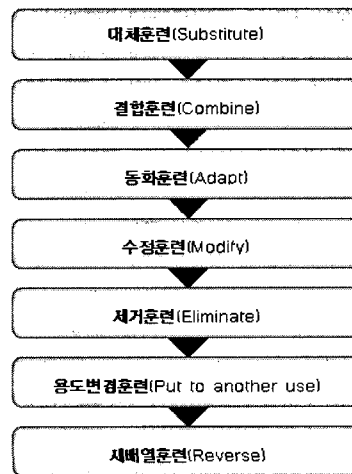 대체훈련(Substitute)
결합훈련(Combine)
동화훈련(Adapt)
수정훈련(Modify)
제거훈련(Eliminate)
용도변경훈련(Put to another use)
재배열훈련(Reverse)